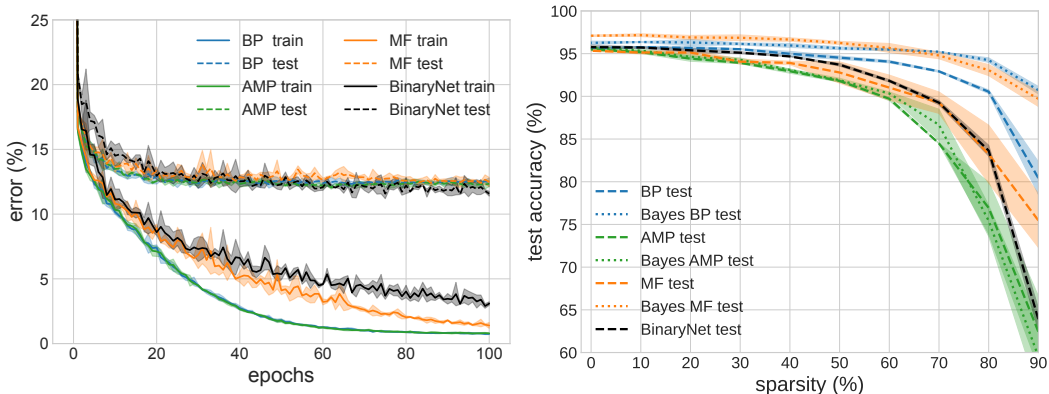 25
20
15
10
5
0
0
20
40
60
80
100
error (%)
epochs
BP train
BP test
AMP train
AMP test
MF train
MF test
BinaryNet train
BinaryNet test
100
95
90
85
80
75
70
65
60
0
10
20
30
40
50
60
70
80
90
test accuracy (%)
sparsity (%)
BP test
Bayes BP test
AMP test
Bayes AMP test
MF test
Bayes MF test
BinaryNet test